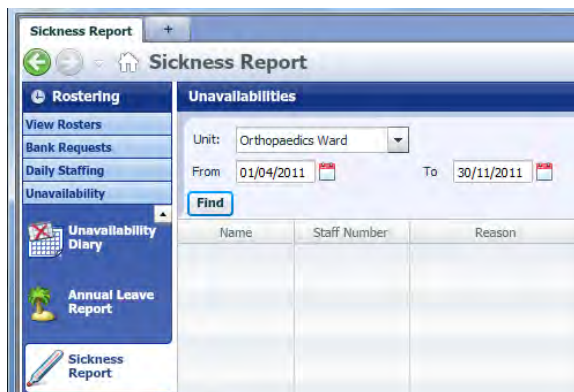 Sickness Report +
Sickness Report
Rostering
View Rosters
Bank Requests
Daily Staffing
Unavailability
Unavailability
Diary
Annual Leave
Report
Sickness
Report
Unavailabilities
Unit: Orthopaedics Ward
From 01/04/2011 To 30/11/2011
Find
Name Staff Number Reason